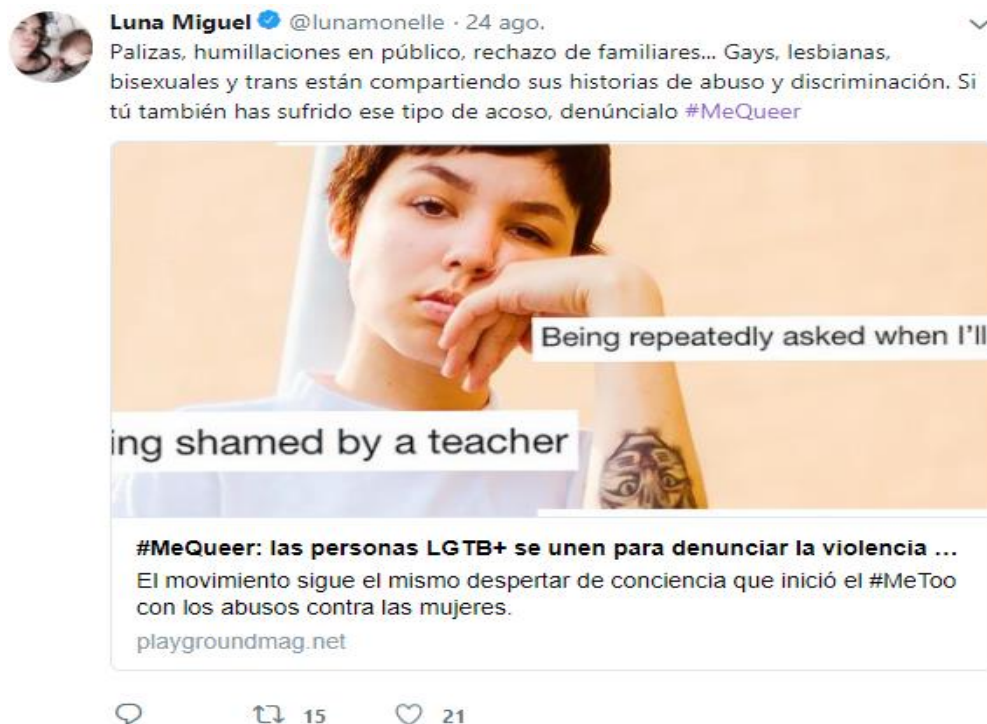 Luna Miguel @lunamonelle · 24 ago.
Palizas, humillaciones en público, rechazo de familiares... Gays, lesbianas,
bisexuales y trans están compartiendo sus historias de abuso y discriminación. Si
tú también has sufrido ese tipo de acoso, denúncialo #MeQueer
Being repeatedly asked when I'll
ing shamed by a teacher
#MeQueer: las personas LGTB+ se unen para denunciar la violencia ...
El movimiento sigue el mismo despertar de conciencia que inició el #MeToo
con los abusos contra las mujeres.
playgroundmag.net
15 21